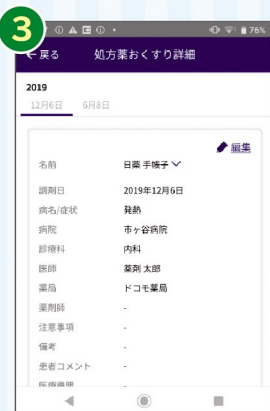 3
76%
←戻る 処方薬おくすり詳細
2019
12月6日 6月8日
編集
名前 日薬 手帳子
調剤日 2019年12月6日
病名/症状 発熱
病院 市ヶ谷病院
診療科 内科
医師 薬剤 太郎
薬局 ドコモ薬局
薬剤師 -
注意事項 -
備考 -
患者コメント -
医療機関 -